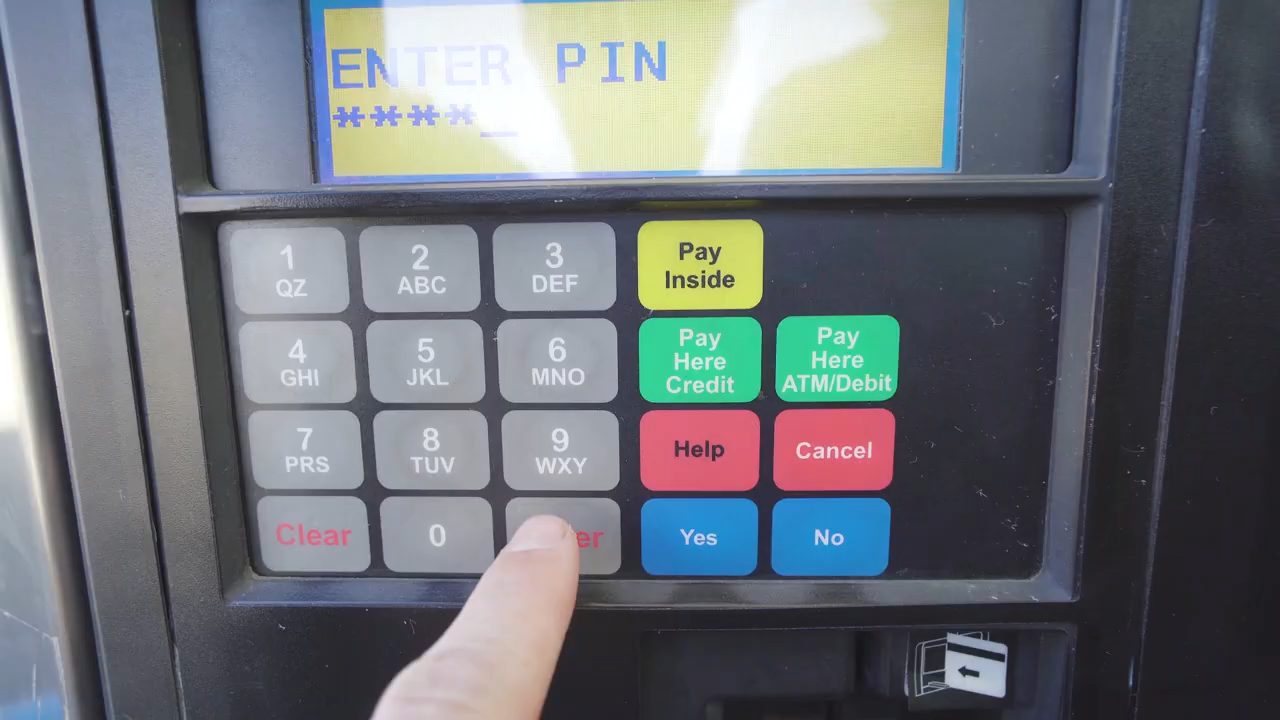 ENTER PIN
****_
1
QZ
2
ABC
3
DEF
Pay
Inside
4
GHI
5
JKL
6
MNO
Pay
Here
Credit
Pay
Here
ATM/Debit
7
PRS
8
TUV
9
WXY
Help
Cancel
Clear
0
Yes
No